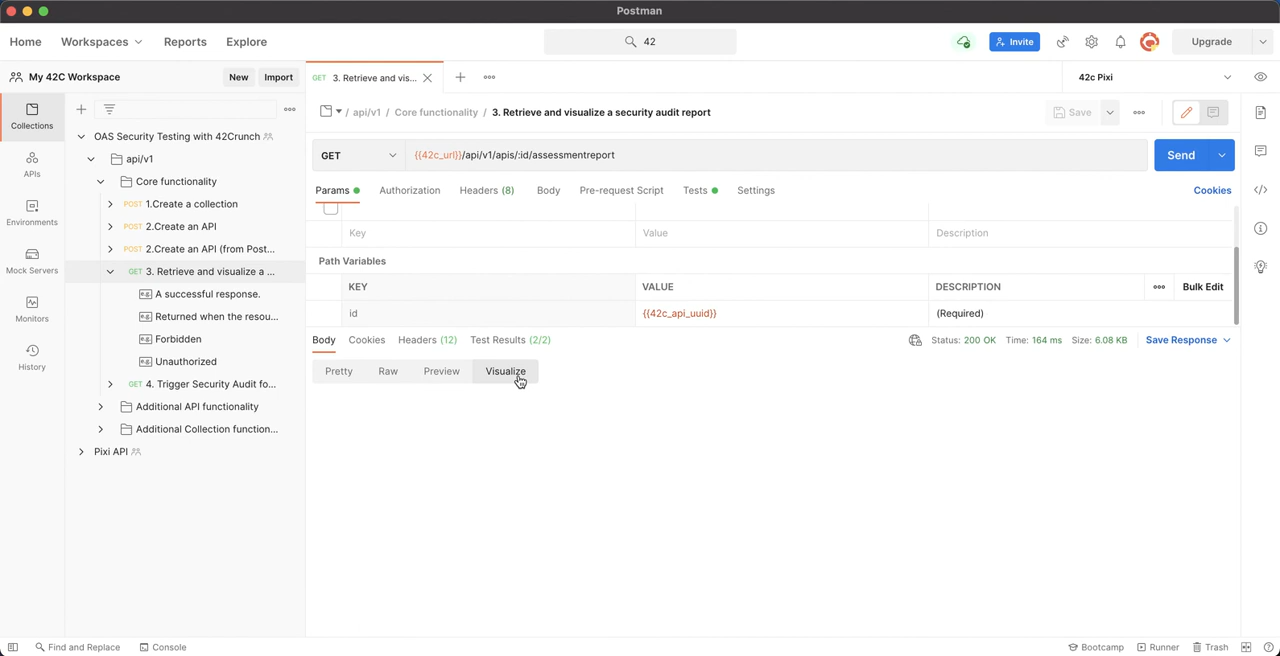 Postman
Home Workspaces Reports Explore 42 Invite Upgrade
My 42C Workspace New Import GET 3. Retrieve and vis... 42c Pixi
Collections
APIs
Environments
Mock Servers
Monitors
History
OAS Security Testing with 42Crunch
api/v1
Core functionality
POST 1.Create a collection
POST 2.Create an API
POST 2.Create an API (from Post...
GET 3. Retrieve and visualize a ...
e.g. A successful response.
e.g. Returned when the resou...
e.g. Forbidden
e.g. Unauthorized
GET 4. Trigger Security Audit fo...
Additional API functionality
Additional Collection function...
Pixi API
/ api/v1 / Core functionality / 3. Retrieve and visualize a security audit report Save
GET {{42c_url}}/api/v1/apis/:id/assessmentreport Send
Params Authorization Headers (8) Body Pre-request Script Tests Settings Cookies
Key Value Description
Path Variables
KEY VALUE DESCRIPTION Bulk Edit
id {{42c_api_uuid}} (Required)
Body Cookies Headers (12) Test Results (2/2) Status: 200 OK Time: 164 ms Size: 6.08 KB Save Response
Pretty Raw Preview Visualize
Find and Replace Console Bootcamp Runner Trash